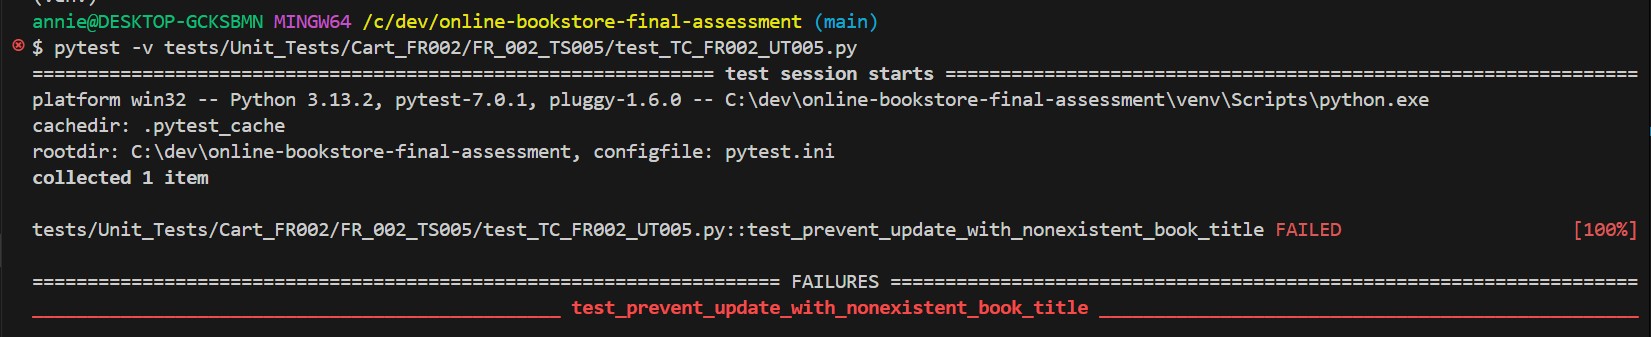 (venv)
annie@DESKTOP-GCKSBMN MINGW64 /c/dev/online-bookstore-final-assessment (main)
$ pytest -v tests/Unit_Tests/Cart_FR002/FR_002_TS005/test_TC_FR002_UT005.py
============================================================== test session starts ===============================================================
platform win32 -- Python 3.13.2, pytest-7.0.1, pluggy-1.6.0 -- C:\dev\online-bookstore-final-assessment\venv\Scripts\python.exe
cachedir: .pytest_cache
rootdir: C:\dev\online-bookstore-final-assessment, configfile: pytest.ini
collected 1 item
tests/Unit_Tests/Cart_FR002/FR_002_TS005/test_TC_FR002_UT005.py::test_prevent_update_with_nonexistent_book_title FAILED [100%]
==================================================================== FAILURES ====================================================================
________________________________________________ test_prevent_update_with_nonexistent_book_title _________________________________________________